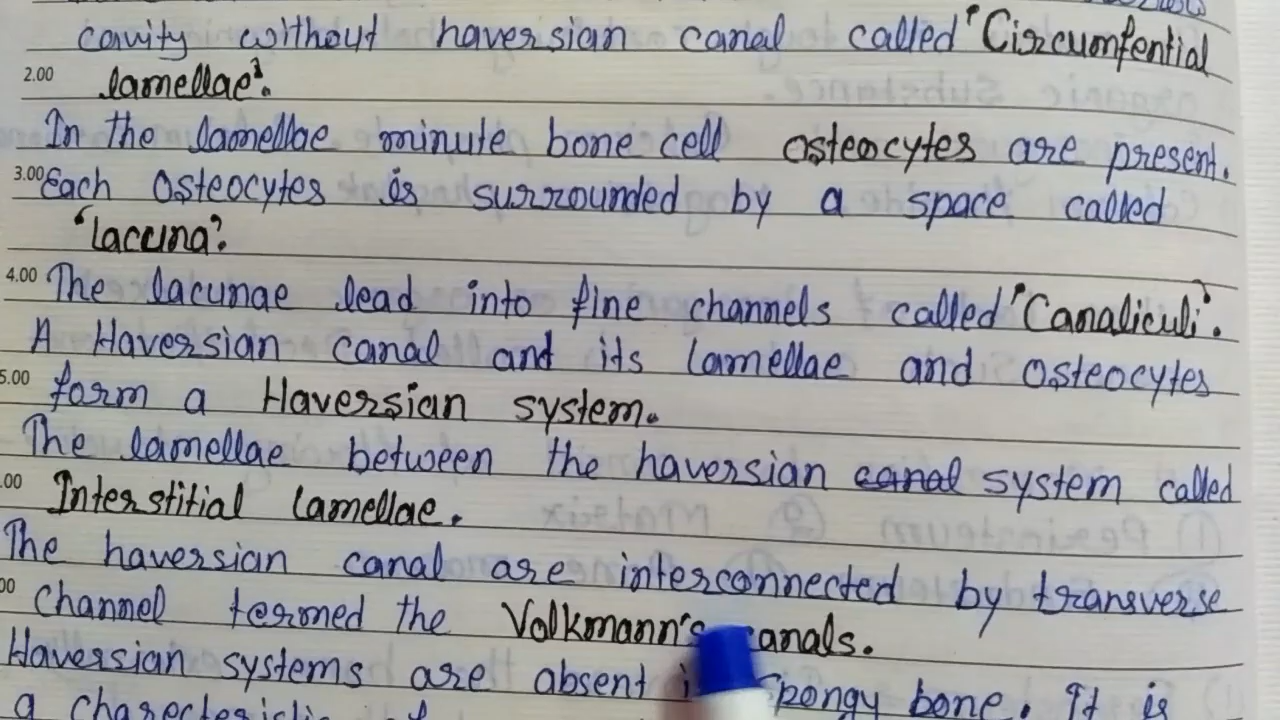 cavity without haversian canal called "Circumfential
2.00 lamellae".
In the lamellae minute bone cell osteocytes are present.
3.00 Each osteocytes is surrounded by a space called
"lacuna".
4.00 The lacunae lead into fine channels called "Canaliculi".
A Haversian canal and its lamellae and osteocytes
5.00 form a Haversian system.
The lamellae between the haversian canal system called
.00 Interstitial lamellae.
The haversian canal are interconnected by transverse
00 channel termed the Volkmann's canals.
Haversian systems are absent spongy bone. It is
a